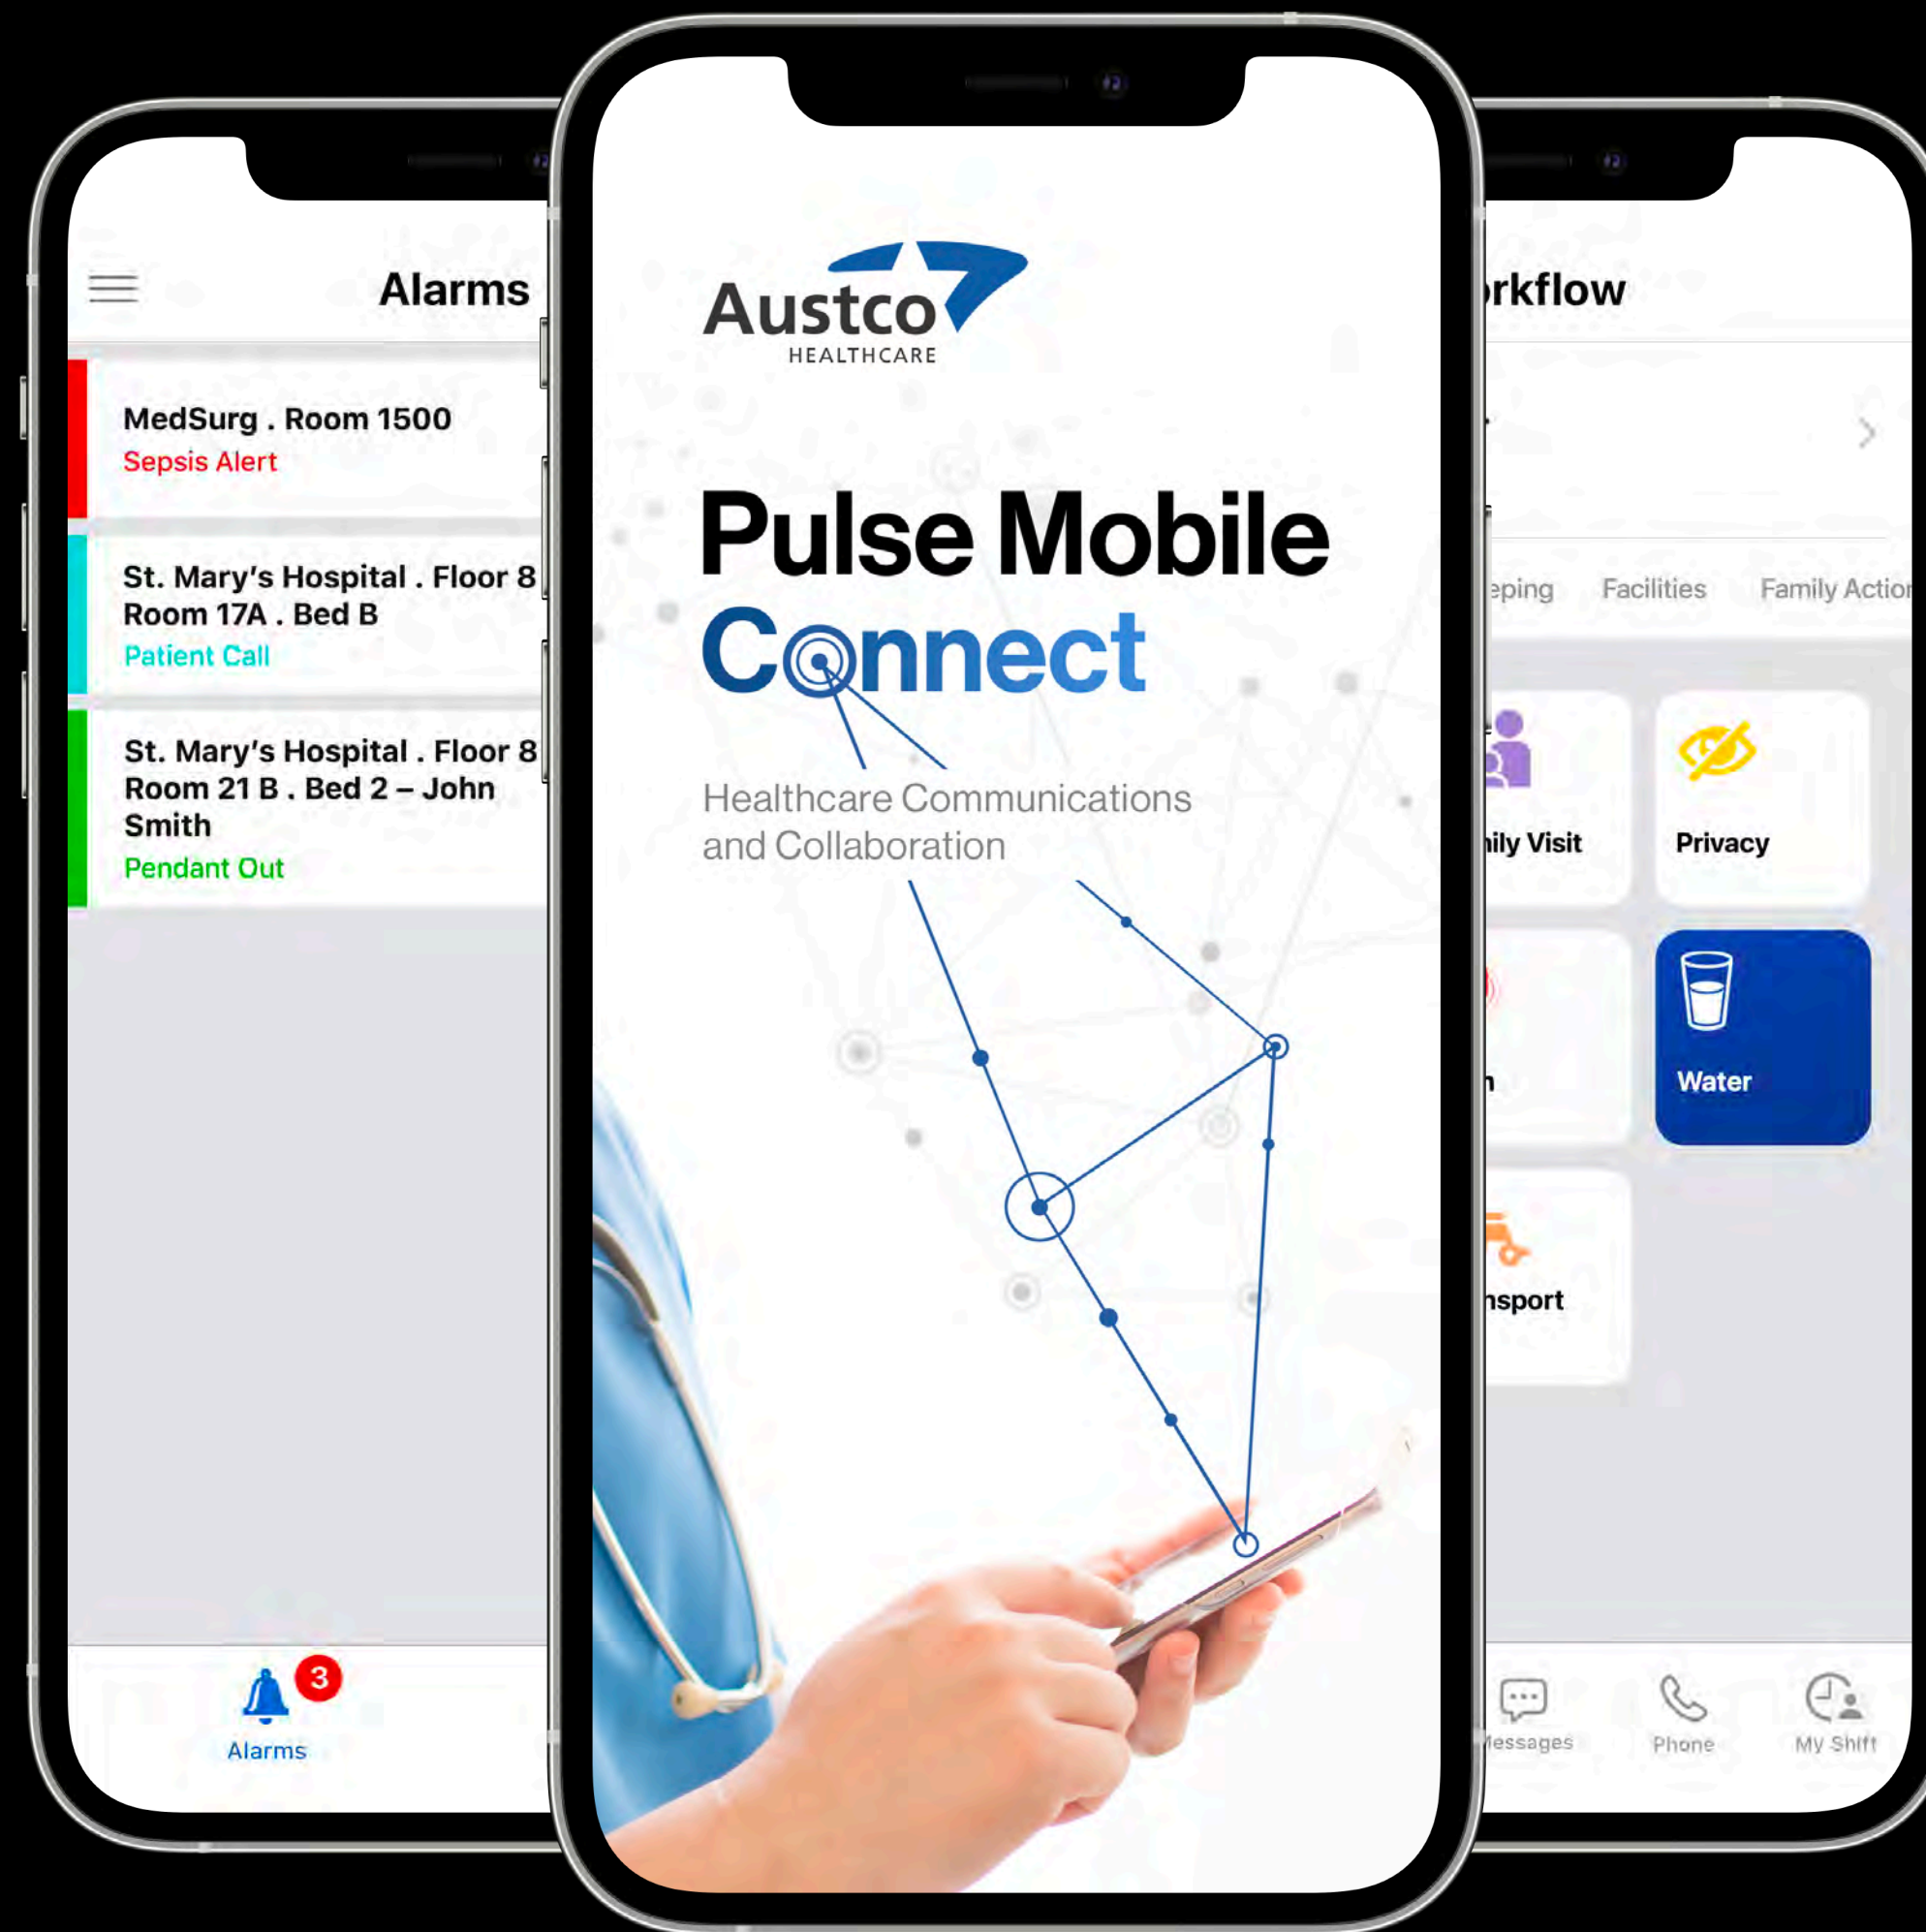 Alarms
MedSurg . Room 1500
Sepsis Alert
St. Mary's Hospital . Floor 8
Room 17A . Bed B
Patient Call
St. Mary's Hospital . Floor 8
Room 21 B . Bed 2 – John
Smith
Pendant Out
3
Alarms
Austco
HEALTHCARE
Pulse Mobile
Connect
Healthcare Communications
and Collaboration
rkflow
eping Facilities Family Action
ily Visit Privacy
Water
nsport
essages Phone My Shift